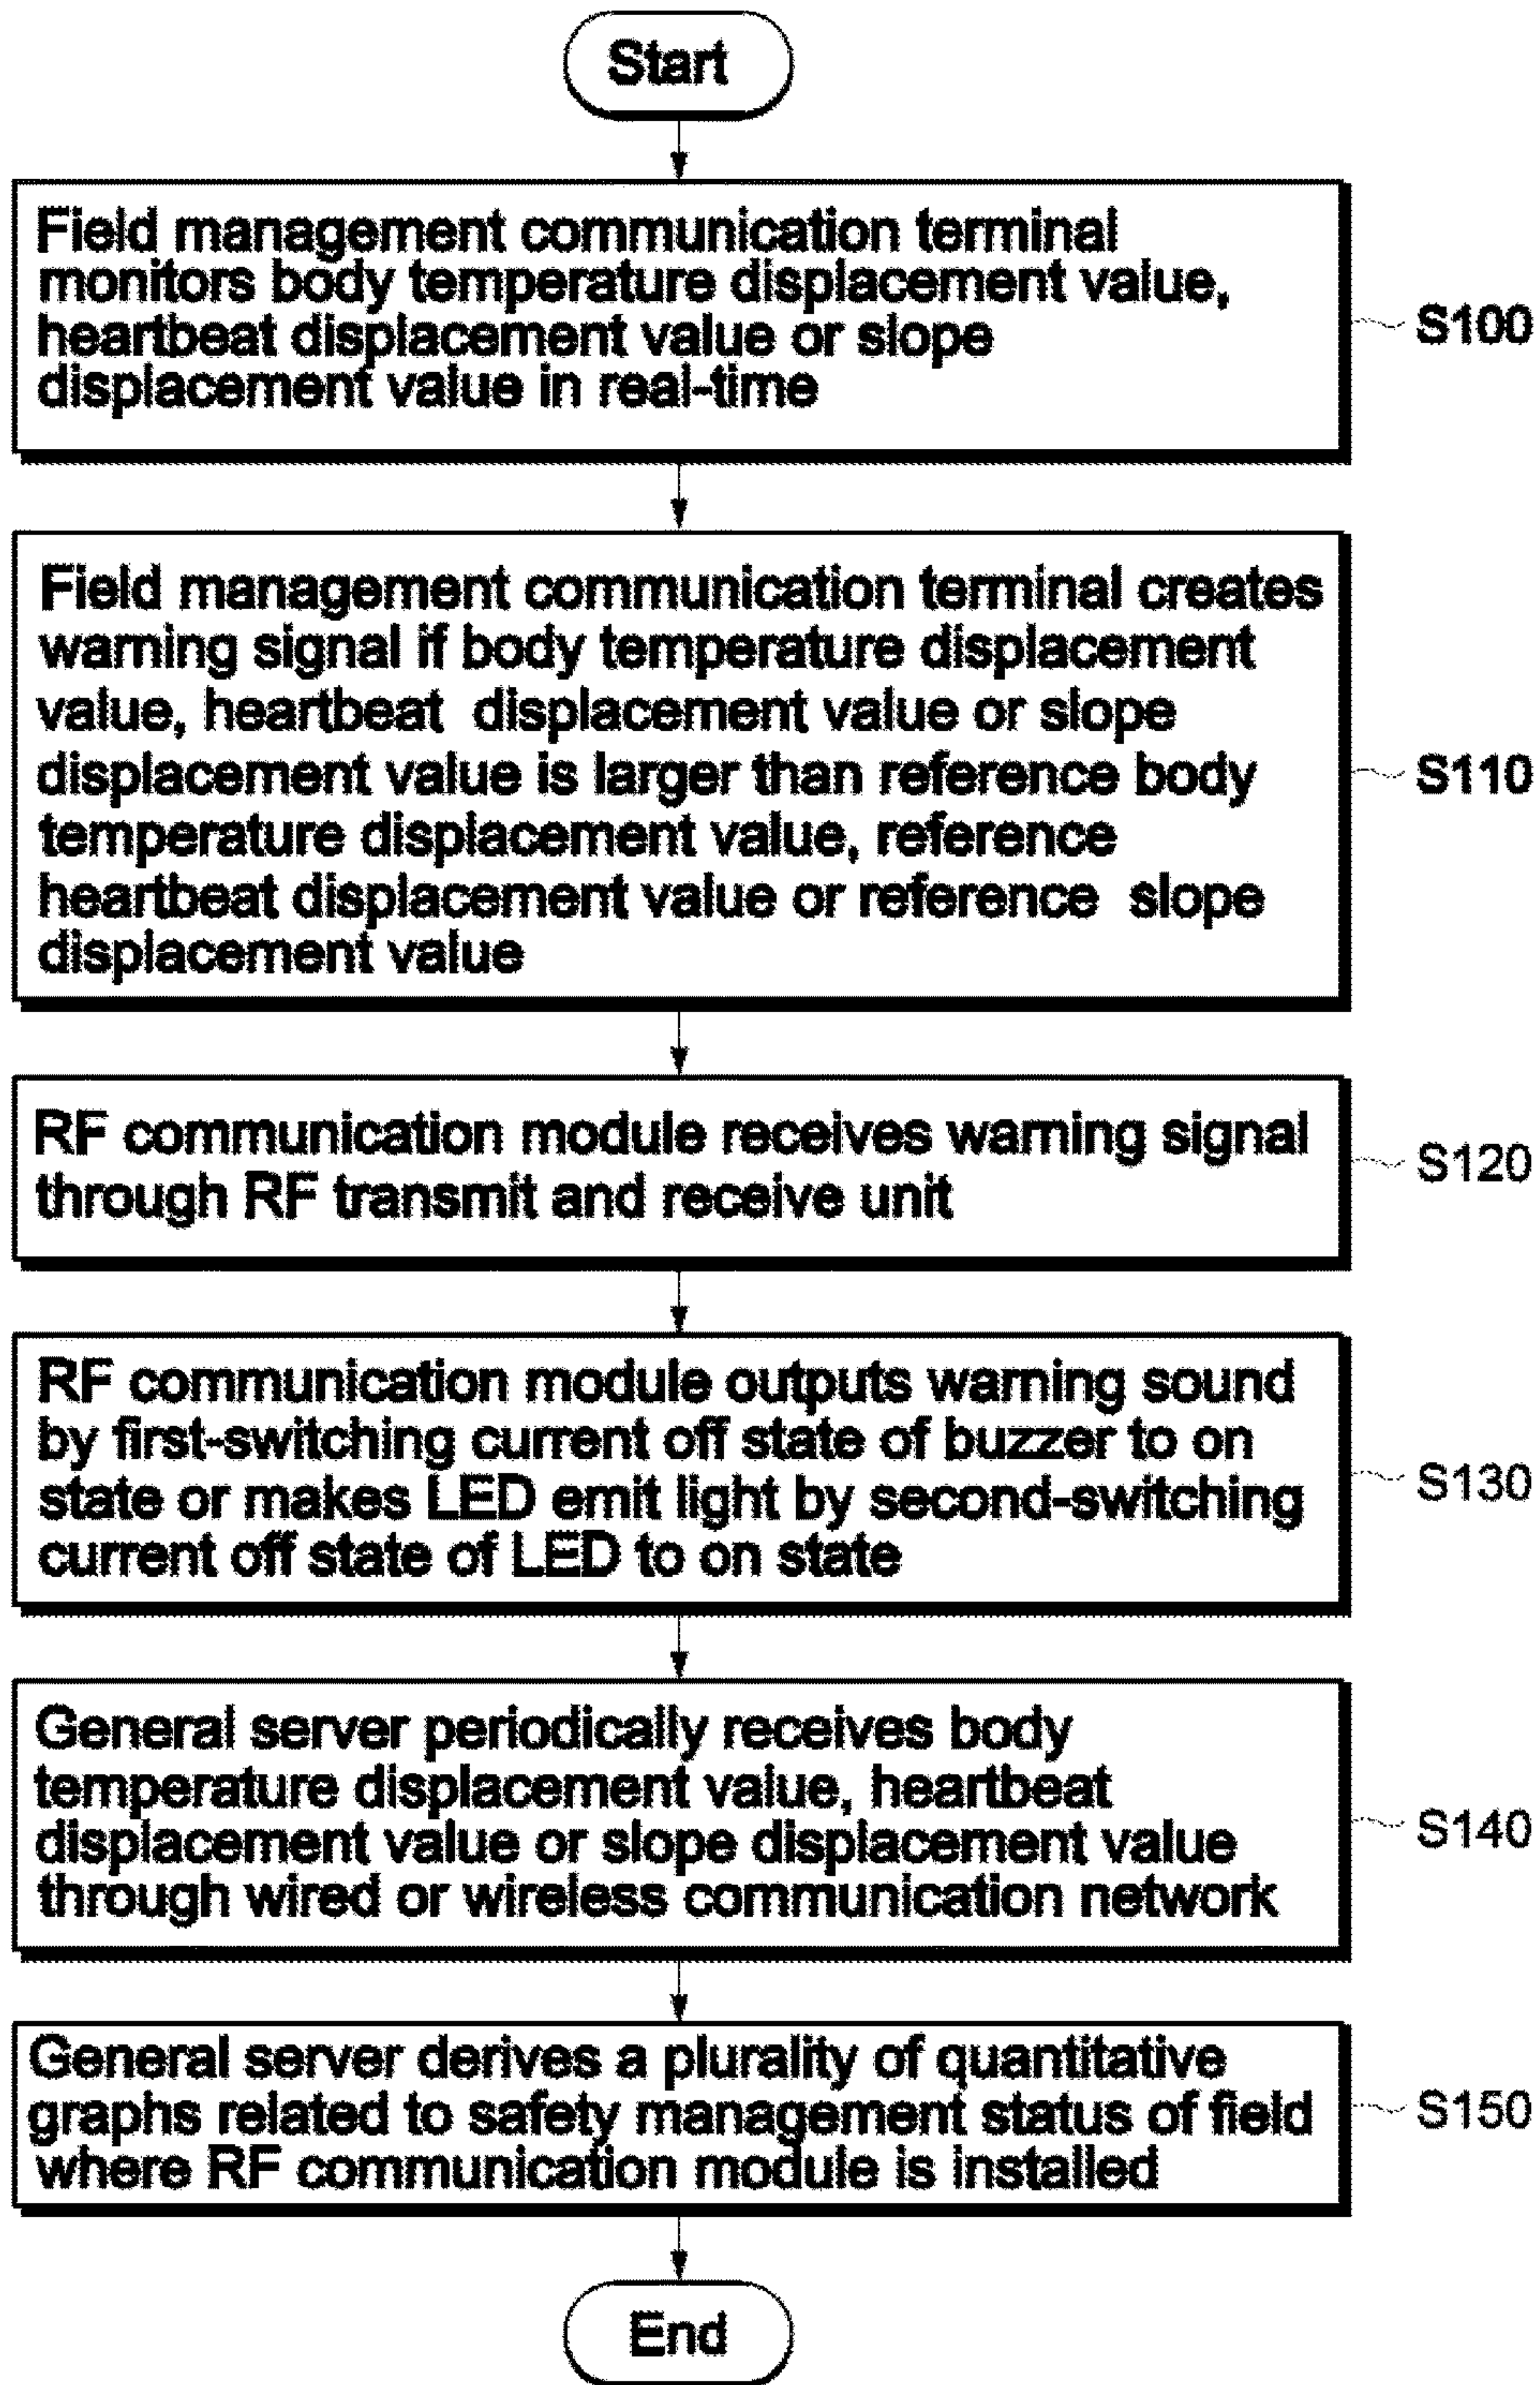 Start
Field management communication terminal
monitors body temperature displacement value,
heartbeat displacement value or slope
displacement value in real-time
S100
Field management communication terminal creates
warning signal if body temperature displacement
value, heartbeat displacement value or slope
displacement value is larger than reference body
temperature displacement value, reference
heartbeat displacement value or reference slope
displacement value
S110
RF communication module receives warning signal
through RF transmit and receive unit
S120
RF communication module outputs warning sound
by first-switching current off state of buzzer to on
state or makes LED emit light by second-switching
current off state of LED to on state
S130
General server periodically receives body
temperature displacement value, heartbeat
displacement value or slope displacement value
through wired or wireless communication network
S140
General server derives a plurality of quantitative
graphs related to safety management status of field
where RF communication module is installed
S150
End